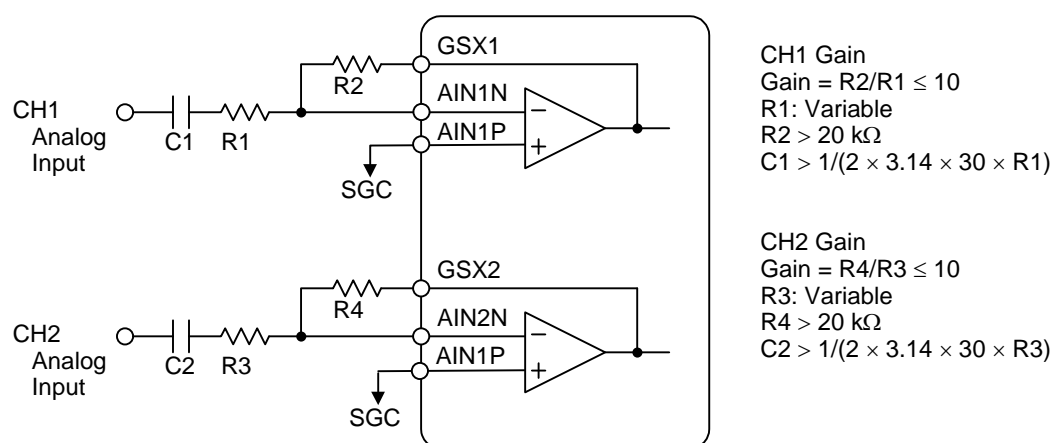 GSX1
R2
CH1
Analog
Input
C1
R1
AIN1N
AIN1P
−
+
SGC
CH1 Gain
Gain = R2/R1 ≤ 10
R1: Variable
R2 > 20 kΩ
C1 > 1/(2 × 3.14 × 30 × R1)
GSX2
R4
CH2
Analog
Input
C2
R3
AIN2N
AIN1P
−
+
SGC
CH2 Gain
Gain = R4/R3 ≤ 10
R3: Variable
R4 > 20 kΩ
C2 > 1/(2 × 3.14 × 30 × R3)